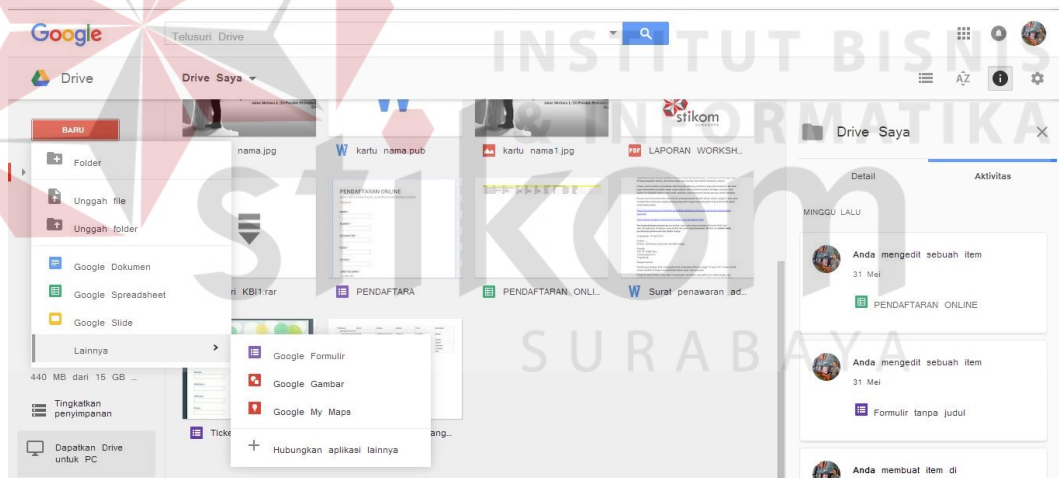 Google
Telusuri Drive
Drive
Drive Saya
INSTITUT BISNIS
& INFORMATIKA
stikom
SURABAYA
BARU
Folder
Unggah file
Unggah folder
Google Dokumen
Google Spreadsheet
Google Slide
Lainnya
Google Formulir
Google Gambar
Google My Maps
Hubungkan aplikasi lainnya
440 MB dari 15 GB ...
Tingkatkan
penyimpanan
Dapatkan Drive
untuk PC
stikom
nama.jpg
kartu nama.pub
kartu nama1.jpg
LAPORAN WORKSH...
PENDAFTARAN ONLINE
KBI1.rar
PENDAFTARA
PENDAFTARAN ONLI...
Surat penawaran ad...
Drive Saya
Detail
Aktivitas
MINGGU LALU
Anda mengedit sebuah item
31 Mei
PENDAFTARAN ONLINE
Anda mengedit sebuah item
31 Mei
Formulir tanpa judul
Anda membuat item di